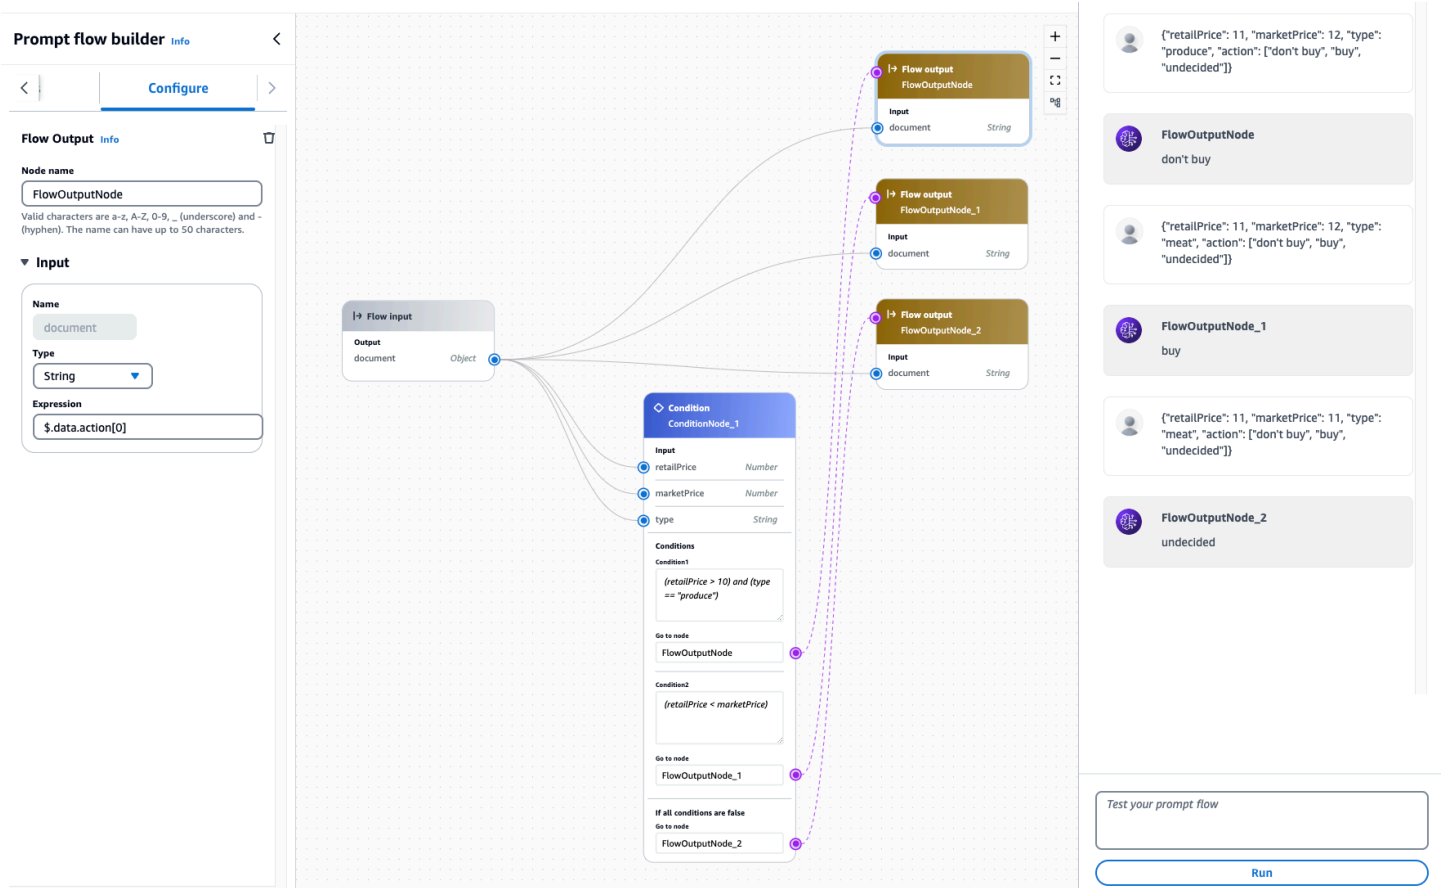 Prompt flow builder Info
Configure
Flow Output Info
Node name
FlowOutputNode
Valid characters are a-z, A-Z, 0-9, _ (underscore) and -
(hyphen). The name can have up to 50 characters.
Input
Name
document
Type
String
Expression
$.data.action[0]
Flow input
Output
document Object
Flow output
FlowOutputNode
Input
document String
Flow output
FlowOutputNode_1
Input
document String
Flow output
FlowOutputNode_2
Input
document String
Condition
ConditionNode_1
Input
retailPrice Number
marketPrice Number
type String
Conditions
Condition1
(retailPrice > 10) and (type
== "produce")
Go to node
FlowOutputNode
Condition2
(retailPrice < marketPrice)
Go to node
FlowOutputNode_1
If all conditions are false
Go to node
FlowOutputNode_2
{"retailPrice": 11, "marketPrice": 12, "type":
"produce", "action": ["don't buy", "buy",
"undecided"]}
FlowOutputNode
don't buy
{"retailPrice": 11, "marketPrice": 12, "type":
"meat", "action": ["don't buy", "buy",
"undecided"]}
FlowOutputNode_1
buy
{"retailPrice": 11, "marketPrice": 11, "type":
"meat", "action": ["don't buy", "buy",
"undecided"]}
FlowOutputNode_2
undecided
Test your prompt flow
Run